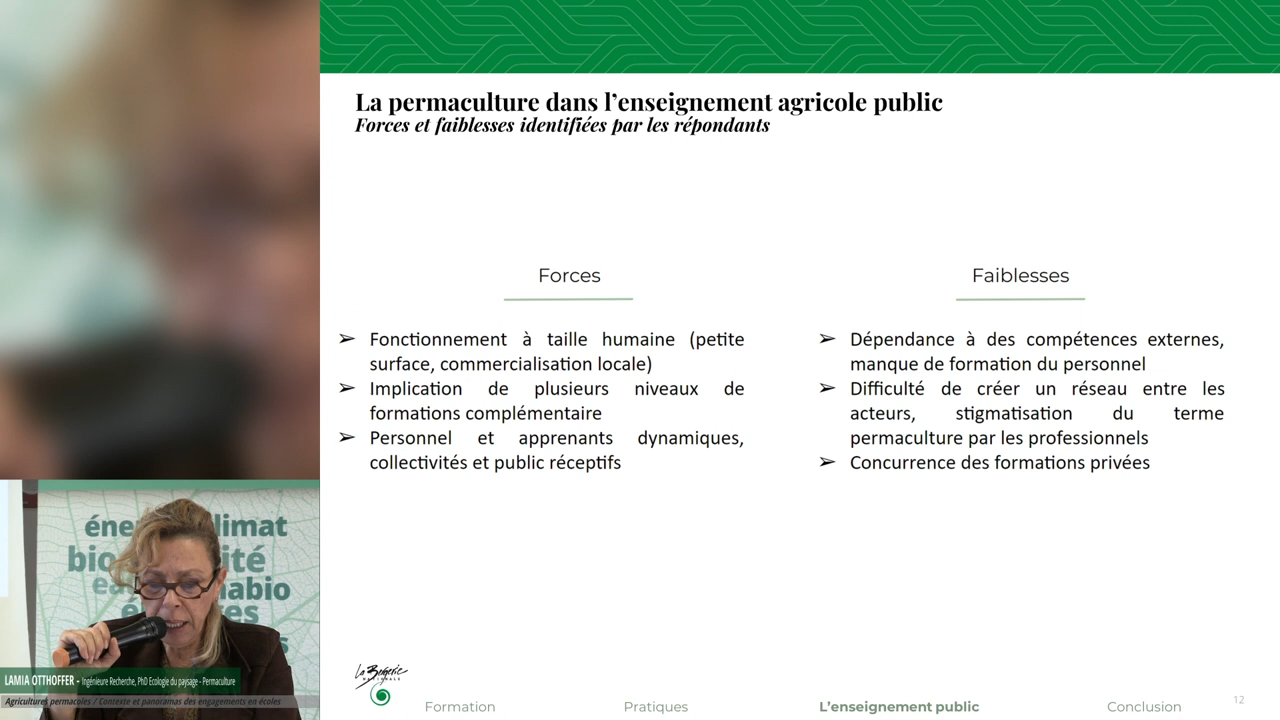 La permaculture dans l’enseignement agricole public
Forces et faiblesses identifiées par les répondants
Forces
➢ Fonctionnement à taille humaine (petite
surface, commercialisation locale)
➢ Implication de plusieurs niveaux de
formations complémentaire
➢ Personnel et apprenants dynamiques,
collectivités et public réceptifs
Faiblesses
➢ Dépendance à des compétences externes,
manque de formation du personnel
➢ Difficulté de créer un réseau entre les
acteurs, stigmatisation du terme
permaculture par les professionnels
➢ Concurrence des formations privées
LAMIA OTTHOFFER - Ingénieure Recherche, PhD Ecologie du paysage - Permaculture
Agricultures permacoles / Contexte et panoramas des engagements en écoles
La Bergerie
NATIONALE
Formation
Pratiques
L’enseignement public
Conclusion
12